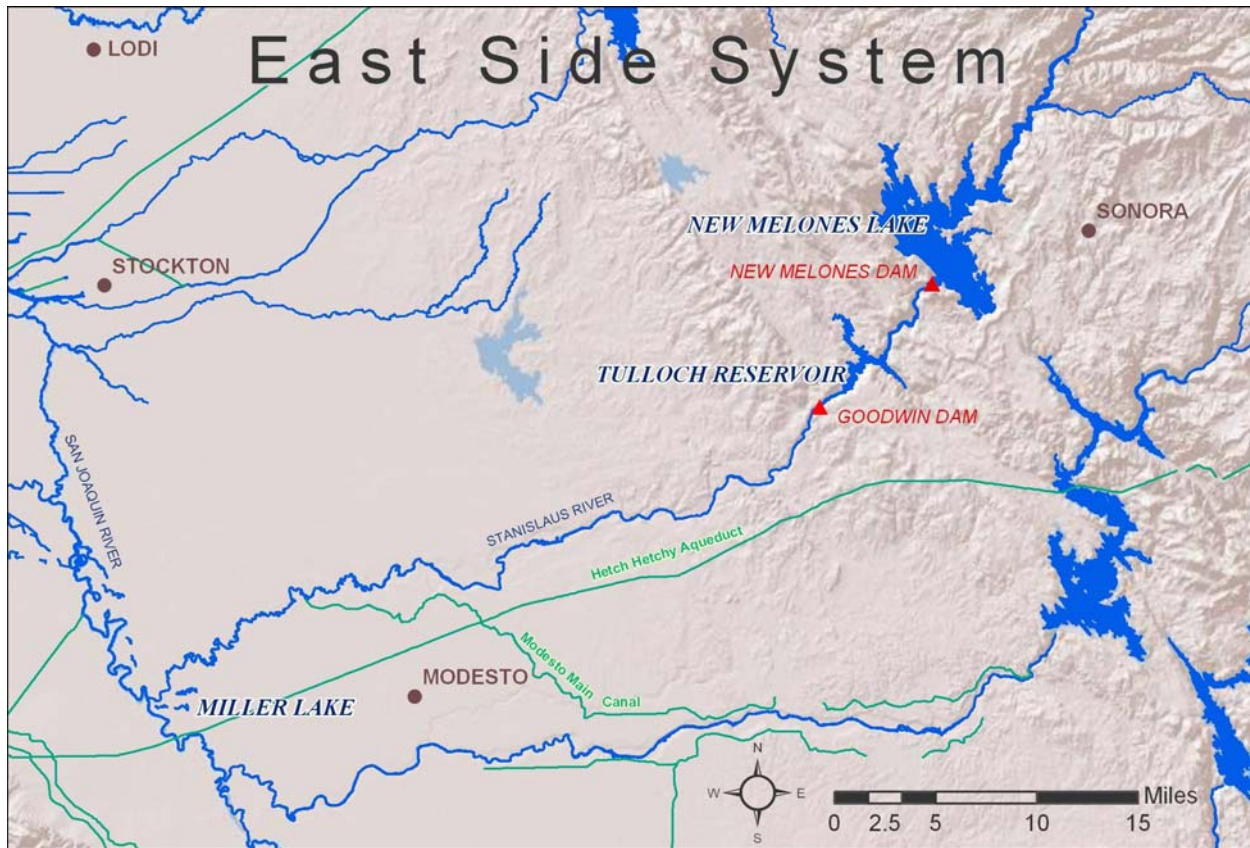 East Side System
LODI
NEW MELONES LAKE
SONORA
STOCKTON
NEW MELONES DAM
TULLOCH RESERVOIR
GOODWIN DAM
SAN JOAQUIN RIVER
STANISLAUS RIVER
Hetch Hetchy Aqueduct
Modesto Main Canal
MODESTO
MILLER LAKE
N
W E
S
Miles
0 2.5 5 10 15